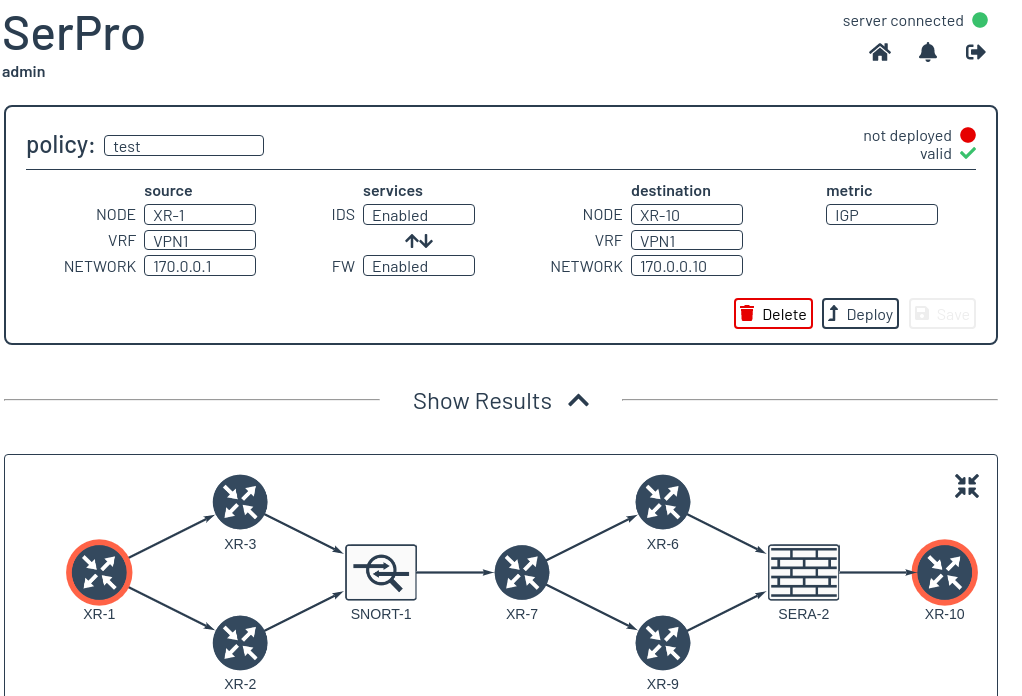 SerPro
server connected
admin
policy: test
not deployed
valid
source services destination metric
NODE XR-1 IDS Enabled NODE XR-10 IGP
VRF VPN1 VRF VPN1
NETWORK 170.0.0.1 FW Enabled NETWORK 170.0.0.10
Delete Deploy Save
Show Results
XR-3 XR-6
XR-1 SNORT-1 XR-7 SERA-2 XR-10
XR-2 XR-9